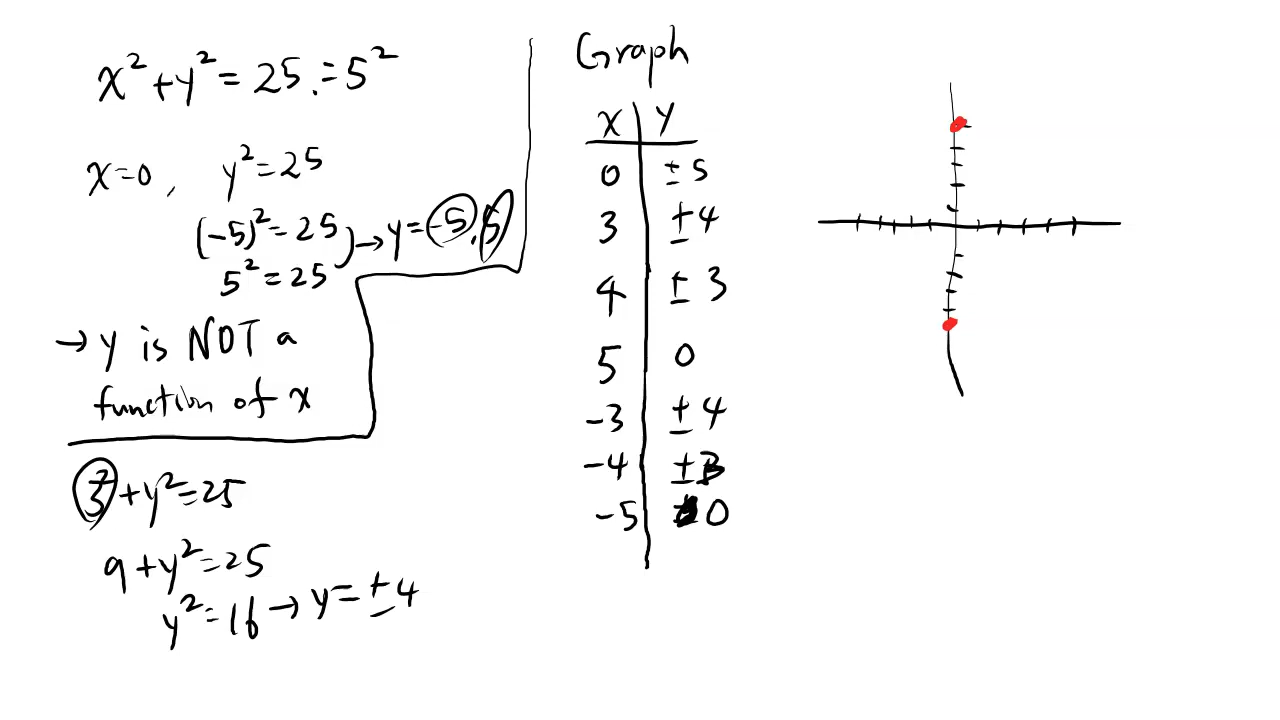 x² + y² = 25 = 5²
x=0, y² = 25
(-5)² = 25
5² = 25
→ y = -5, 5
→ y is NOT a
function of x
3² + y² = 25
9 + y² = 25
y² = 16 → y = ±4
Graph
x y
0 ±5
3 ±4
4 ±3
5 0
-3 ±4
-4 ±3
-5 0